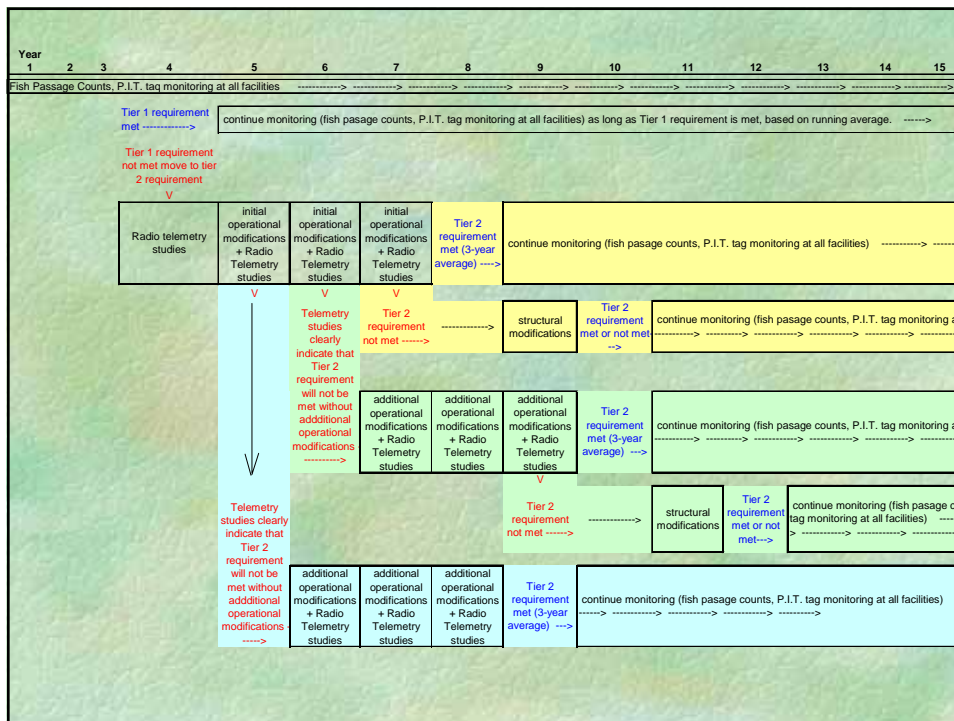 Year
1 2 3 4 5 6 7 8 9 10 11 12 13 14 15
Fish Passage Counts, P.I.T. taq monitoring at all facilities ----------> --------> --------> --------> --------> --------> --------> --------> --------> -------->
Tier 1 requirement
met ------------->
continue monitoring (fish pasage counts, P.I.T. tag monitoring at all facilities) as long as Tier 1 requirement is met, based on running average. ------>
Tier 1 requirement
not met move to tier
2 requirement
V
Radio telemetry
studies
initial
operational
modifications
+ Radio
Telemetry
studies
initial
operational
modifications
+ Radio
Telemetry
studies
initial
operational
modifications
+ Radio
Telemetry
studies
Tier 2
requirement
met (3-year
average) ---->
continue monitoring (fish pasage counts, P.I.T. tag monitoring at all facilities) -----------> ------
V
V
V
Telemetry
studies
clearly
indicate that
Tier 2
requirement
will not be
met without
addditional
operational
modifications -
---------->
Tier 2
requirement
not met ------>
------------->
structural
modifications
Tier 2
requirement
met or not met-
-->
continue monitoring (fish pasage counts, P.I.T. tag monitoring a
-----------> -----------> -----------> -----------> -----------> ------
additional
operational
modifications
+ Radio
Telemetry
studies
additional
operational
modifications
+ Radio
Telemetry
studies
additional
operational
modifications
+ Radio
Telemetry
studies
Tier 2
requirement
met (3-year
average) --->
continue monitoring (fish pasage counts, P.I.T. tag monitoring a
-----------> -----------> -----------> -----------> -----------> ------
V
Tier 2
requirement
not met ------>
------------->
structural
modifications
Tier 2
requirement
met or not
met--->
continue monitoring (fish pasage c
tag monitoring at all facilities) ----
> -----------> -----------> -----------
Telemetry
studies clearly
indicate that
Tier 2
requirement
will not be
met without
addditional
operational
modifications -
----->
additional
operational
modifications
+ Radio
Telemetry
studies
additional
operational
modifications
+ Radio
Telemetry
studies
additional
operational
modifications
+ Radio
Telemetry
studies
Tier 2
requirement
met (3-year
average) --->
continue monitoring (fish pasage counts, P.I.T. tag monitoring at all facilities)
------> -----------> -----------> -----------> ----------->